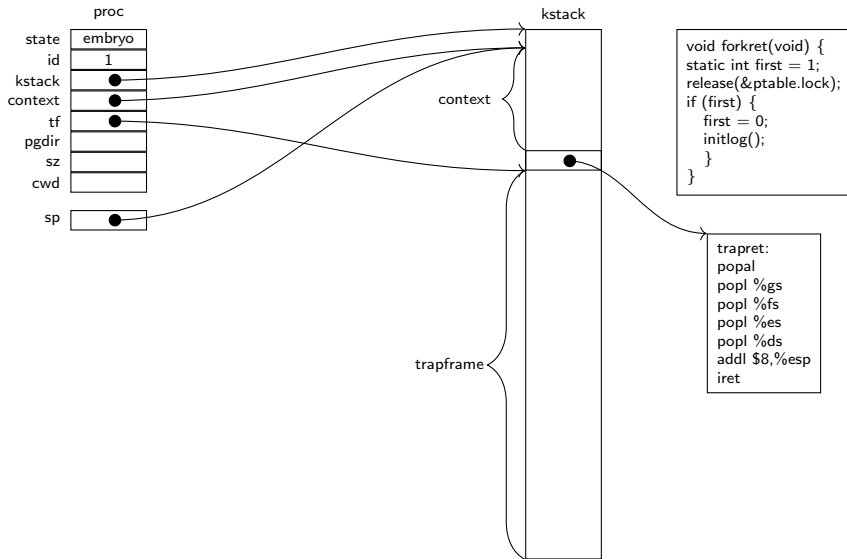 proc
state embryo
id 1
kstack
context
tf
pgdir
sz
cwd
sp
kstack
context
trapframe
void forkret(void) {
static int first = 1;
release(&ptable.lock);
if (first) {
first = 0;
initlog();
}
}
trapret:
popal
popl %gs
popl %fs
popl %es
popl %ds
addl $8,%esp
iret